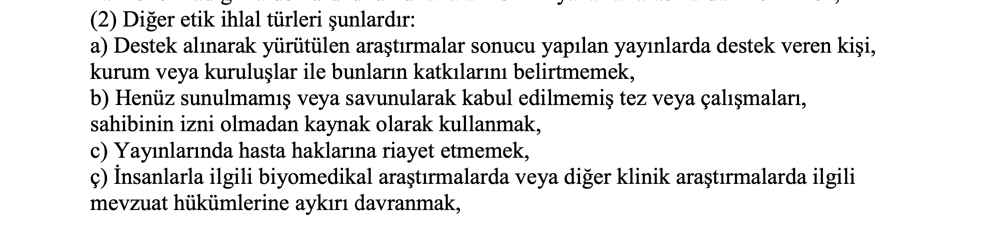 (2) Diğer etik ihlal türleri şunlardır:
a) Destek alınarak yürütülen araştırmalar sonucu yapılan yayınlarda destek veren kişi,
kurum veya kuruluşlar ile bunların katkılarını belirtmemek,
b) Henüz sunulmamış veya savunularak kabul edilmemiş tez veya çalışmaları,
sahibinin izni olmadan kaynak olarak kullanmak,
c) Yayınlarında hasta haklarına riayet etmemek,
ç) İnsanlarla ilgili biyomedikal araştırmalarda veya diğer klinik araştırmalarda ilgili
mevzuat hükümlerine aykırı davranmak,